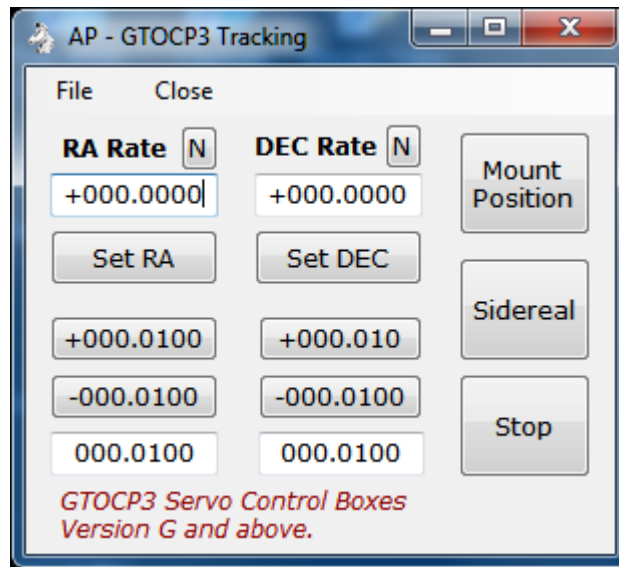 AP - GTOCP3 Tracking
File Close
RA Rate N DEC Rate N
+000.0000 +000.0000
Mount
Position
Set RA Set DEC
Sidereal
+000.0100 +000.010
-000.0100 -000.0100
Stop
000.0100 000.0100
GTOCP3 Servo Control Boxes
Version G and above.